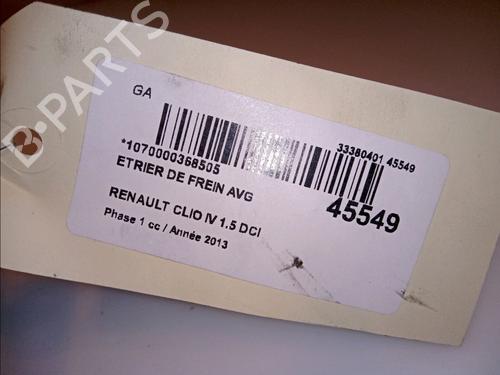 B-PARTS
GA
33380401 45549
*1070000368505
ETRIER DE FREIN AVG
45549
RENAULT CLIO IV 1.5 DCI
Phase 1 cc / Année 2013